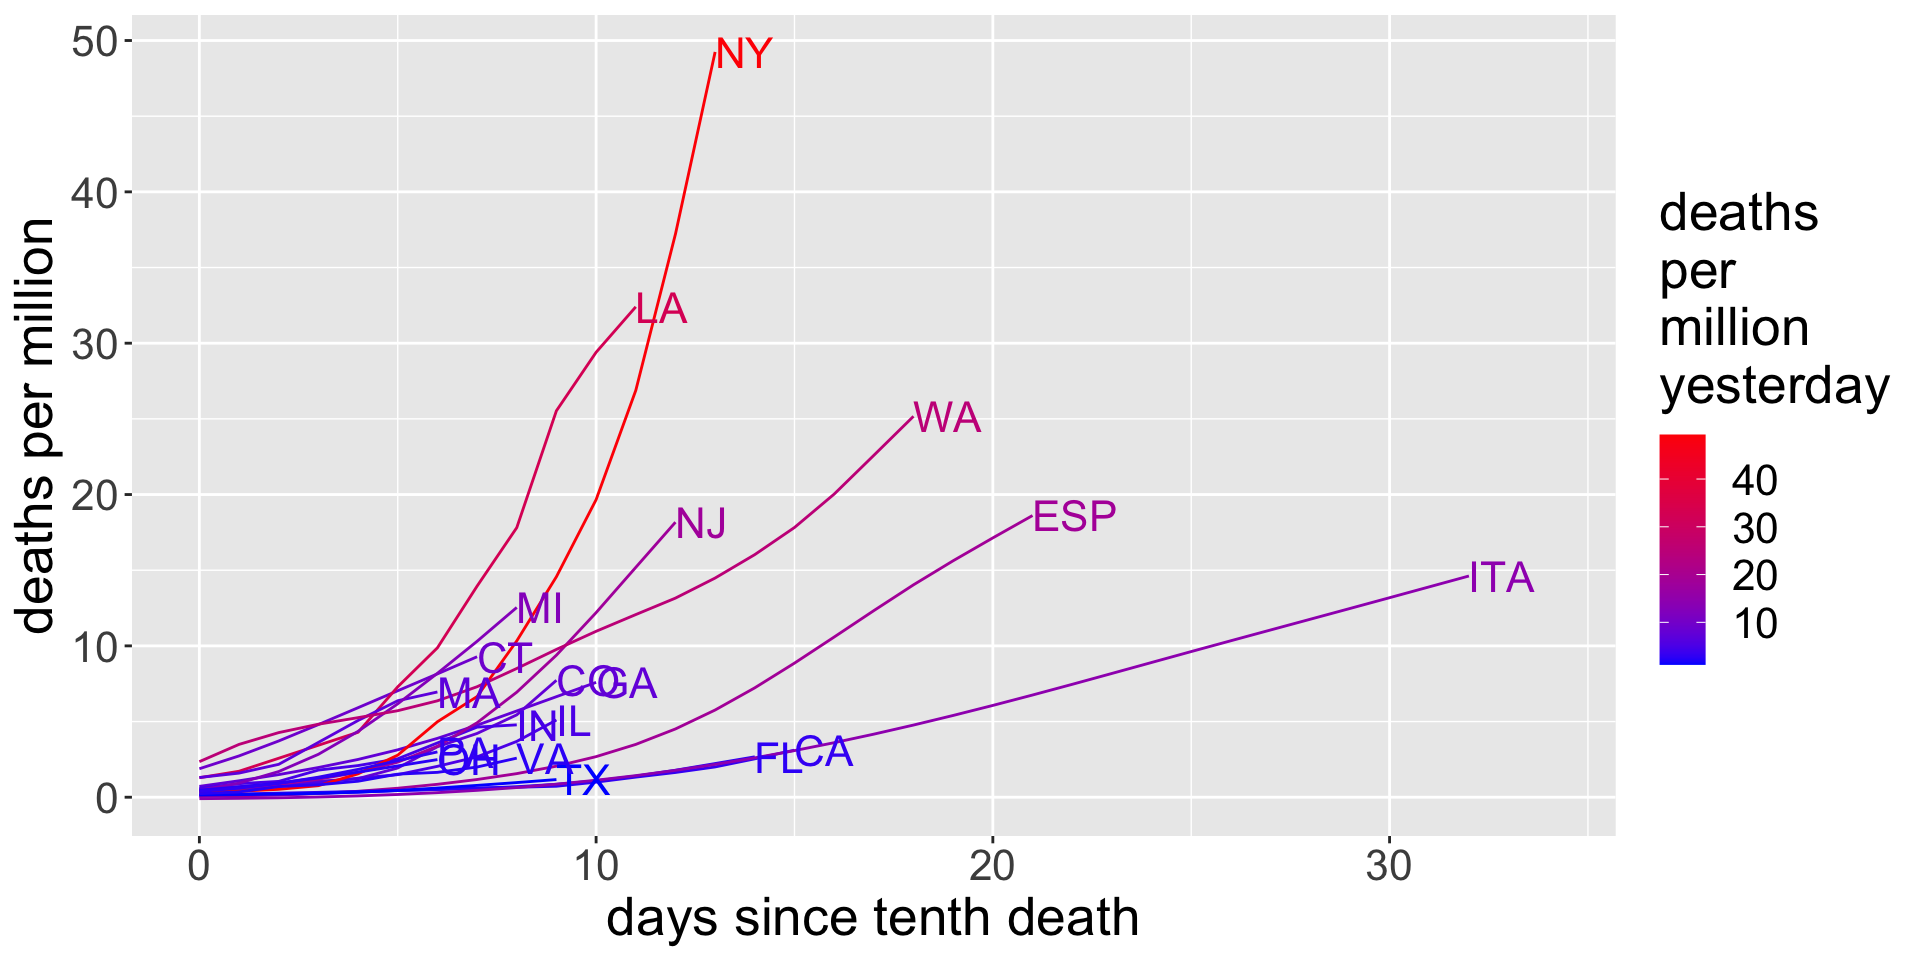 50
40
30
20
10
0
deaths per million
NY
LA
WA
NJ
ESP
ITA
MI
CT
MA
CO
GA
IN
IL
PA
OH
VA
FL
CA
TX
0
10
20
30
days since tenth death
deaths
per
million
yesterday
40
30
20
10